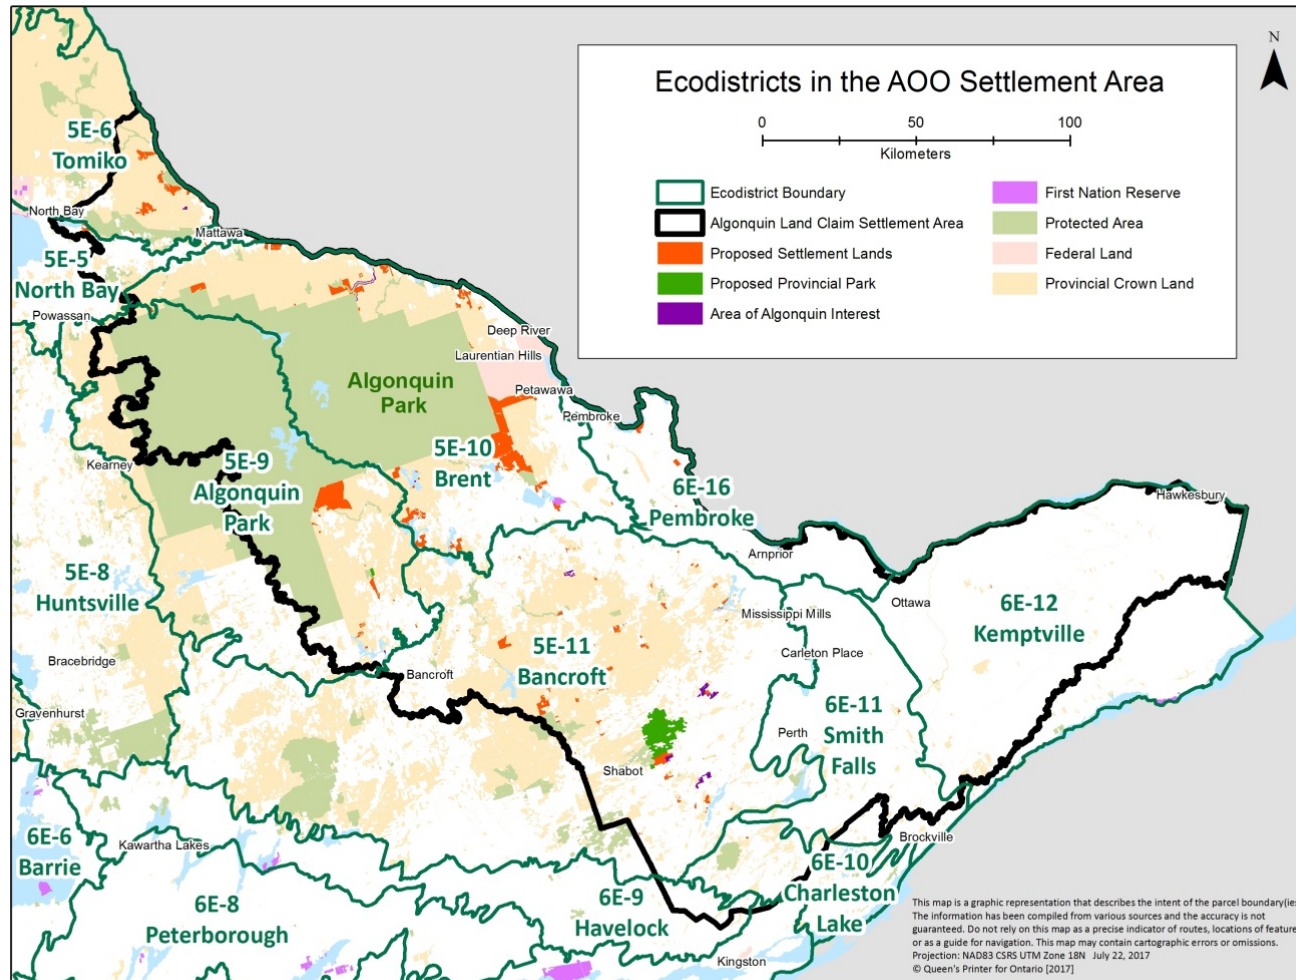 N
Ecodistricts in the AOO Settlement Area
0 50 100
Kilometers
Ecodistrict Boundary
Algonquin Land Claim Settlement Area
Proposed Settlement Lands
Proposed Provincial Park
Area of Algonquin Interest
First Nation Reserve
Protected Area
Federal Land
Provincial Crown Land
5E-6
Tomiko
North Bay
Mattawa
5E-5
North Bay
Powassan
Deep River
Laurentian Hills
Algonquin
Park
Petawawa
Pembroke
5E-10
Brent
Kearney
5E-9
Algonquin
Park
6E-16
Pembroke
Hawkesbury
Arnprior
5E-8
Huntsville
Ottawa
6E-12
Kemptville
Mississippi Mills
Carleton Place
5E-11
Bancroft
Bracebridge
Bancroft
Gravenhurst
6E-11
Smith
Falls
Perth
Shabot
6E-6
Barrie
Kawartha Lakes
Brockville
6E-10
Charleston
Lake
6E-9
Havelock
6E-8
Peterborough
Kingston
This map is a graphic representation that describes the intent of the parcel boundary(ies
The information has been compiled from various sources and the accuracy is not
guaranteed. Do not rely on this map as a precise indicator of routes, locations of feature
or as a guide for navigation. This map may contain cartographic errors or omissions.
Projection: NAD83 CSRS UTM Zone 18N July 22, 2017
© Queen's Printer for Ontario [2017]